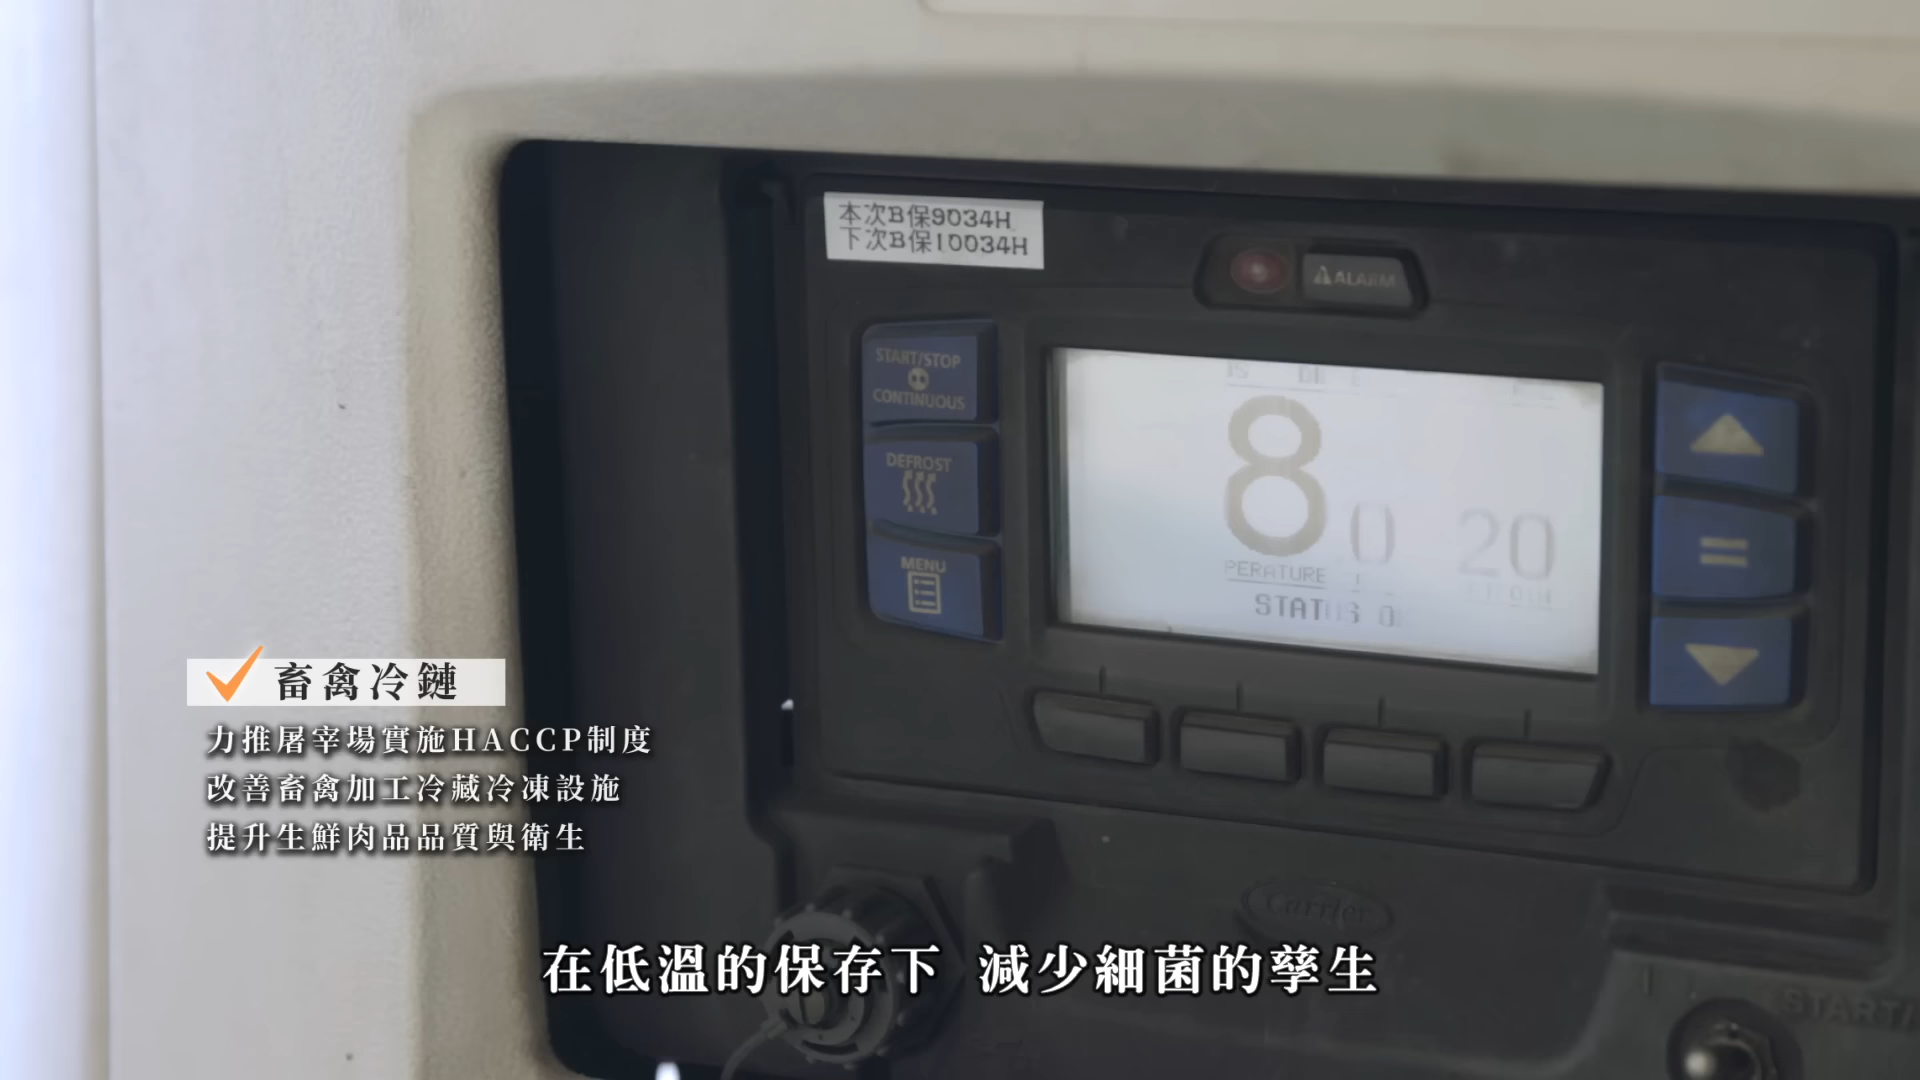 本次B保9034H
下次B保10034H
ALARM
START/STOP
CONTINUOUS
DEFROST
MENU
8
0
20
PERATURE
STATUS O
畜禽冷鏈
力推屠宰場實施HACCP制度
改善畜禽加工冷藏冷凍設施
提升生鮮肉品品質與衛生
Carrier
在低溫的保存下 減少細菌的孳生
START/